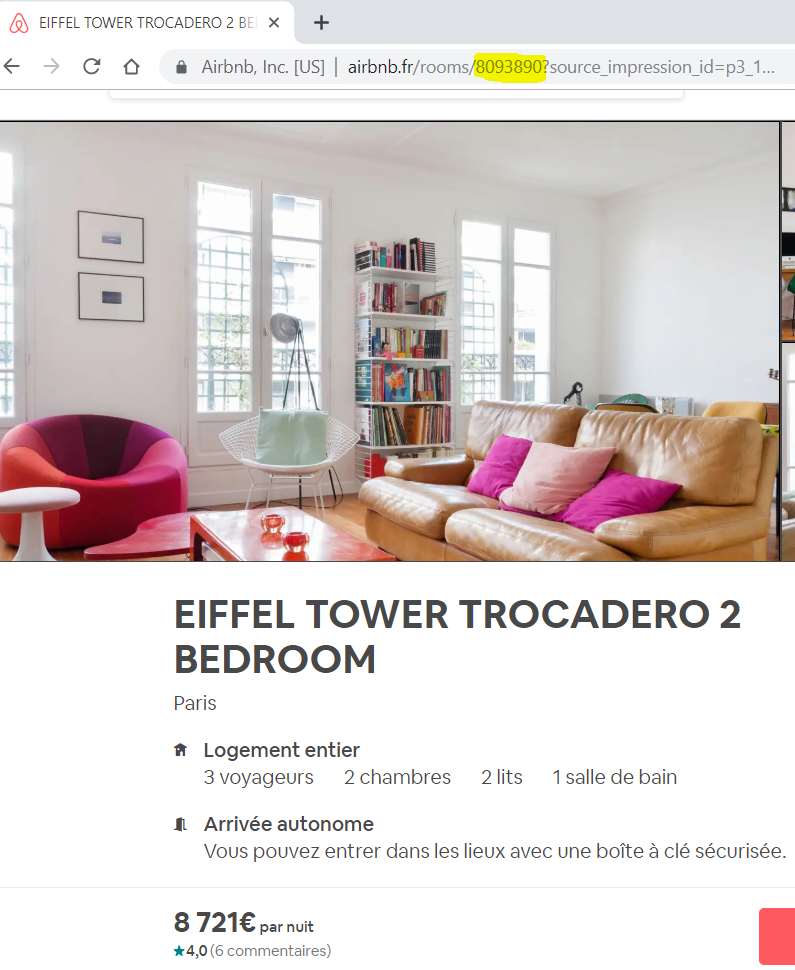 EIFFEL TOWER TROCADERO 2 BE
Airbnb, Inc. [US] | airbnb.fr/rooms/8093890?source_impression_id=p3_1...
EIFFEL TOWER TROCADERO 2
BEDROOM
Paris
Logement entier
3 voyageurs 2 chambres 2 lits 1 salle de bain
Arrivée autonome
Vous pouvez entrer dans les lieux avec une boîte à clé sécurisée.
8 721€ par nuit
4,0 (6 commentaires)